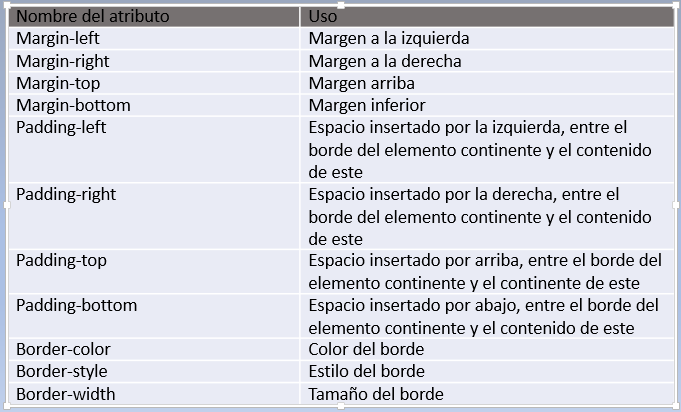 Nombre del atributo Uso
Margin-left Margen a la izquierda
Margin-right Margen a la derecha
Margin-top Margen arriba
Margin-bottom Margen inferior
Padding-left Espacio insertado por la izquierda, entre el
borde del elemento continente y el contenido
de este
Padding-right Espacio insertado por la derecha, entre el
borde del elemento continente y el contenido
de este
Padding-top Espacio insertado por arriba, entre el borde del
elemento continente y el continente de este
Padding-bottom Espacio insertado por abajo, entre el borde del
elemento continente y el contenido de este
Border-color Color del borde
Border-style Estilo del borde
Border-width Tamaño del borde